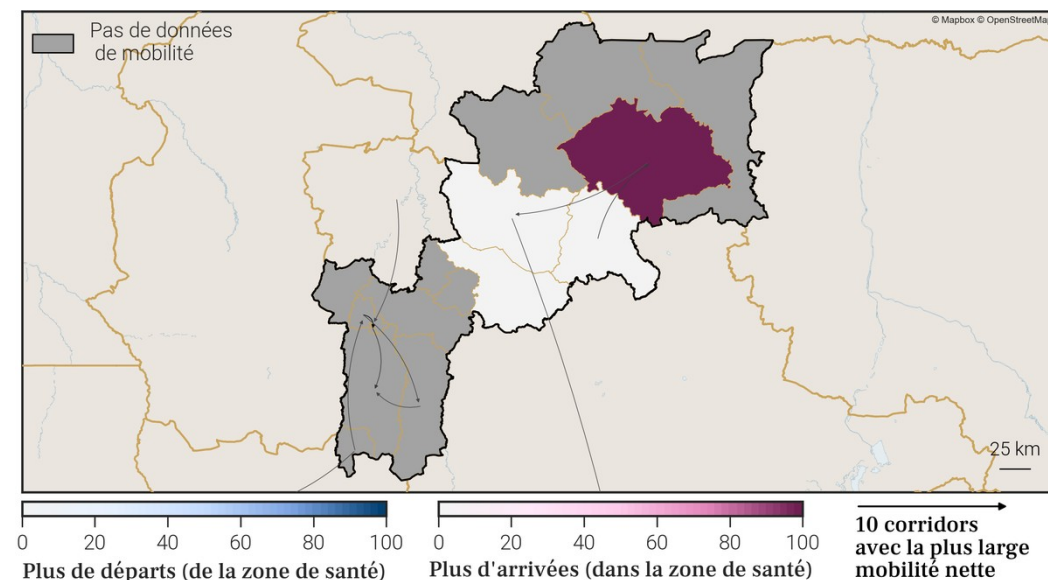 © Mapbox © OpenStreetMap
Pas de données
de mobilité
25 km
0 20 40 60 80 100
Plus de départs (de la zone de santé)
0 20 40 60 80 100
Plus d'arrivées (dans la zone de santé)
10 corridors
avec la plus large
mobilité nette